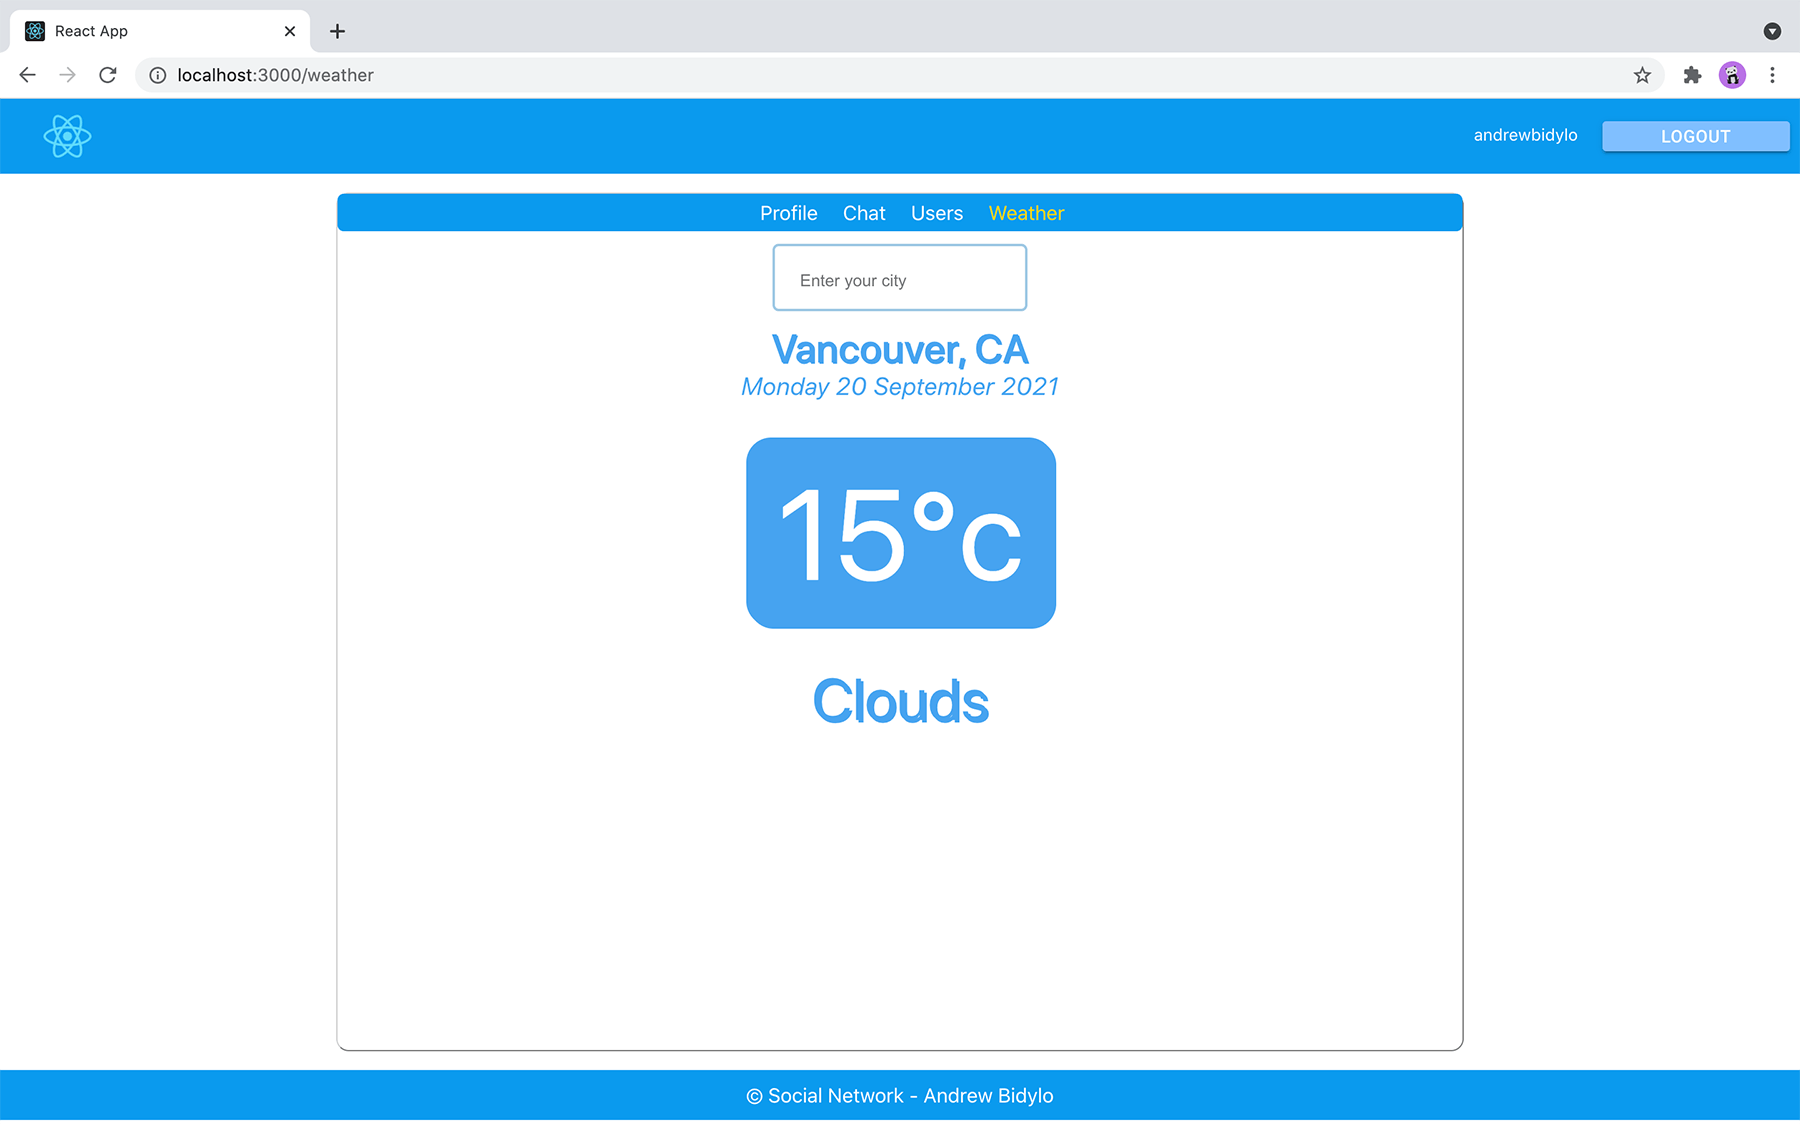 React App
localhost:3000/weather
andrewbidylo
LOGOUT
Profile Chat Users Weather
Enter your city
Vancouver, CA
Monday 20 September 2021
15°c
Clouds
© Social Network - Andrew Bidylo